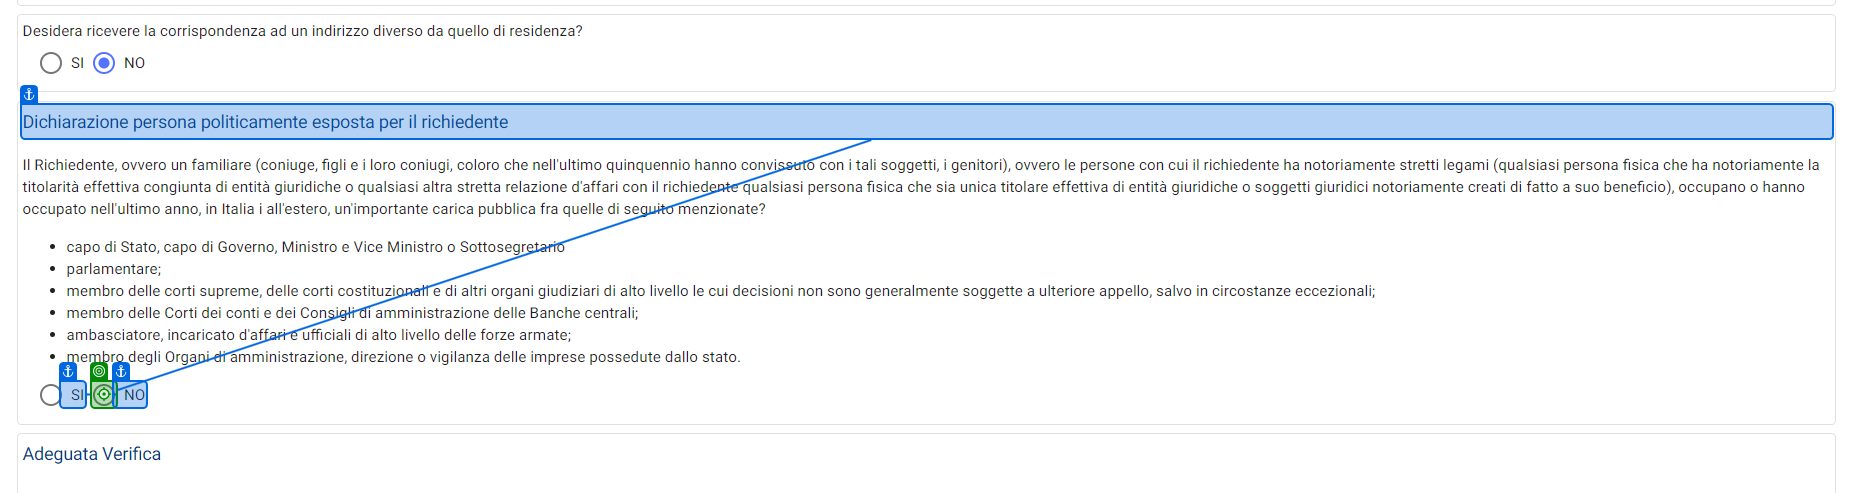 Desidera ricevere la corrispondenza ad un indirizzo diverso da quello di residenza?
SI NO
Dichiarazione persona politicamente esposta per il richiedente
Il Richiedente, ovvero un familiare (coniuge, figli e i loro coniugi, coloro che nell'ultimo quinquennio hanno convissuto con i tali soggetti, i genitori), ovvero le persone con cui il richiedente ha notoriamente stretti legami (qualsiasi persona fisica che ha notoriamente la
titolarità effettiva congiunta di entità giuridiche o qualsiasi altra stretta relazione d'affari con il richiedente qualsiasi persona fisica che sia unica titolare effettiva di entità giuridiche o soggetti giuridici notoriamente creati di fatto a suo beneficio), occupano o hanno
occupato nell'ultimo anno, in Italia i all'estero, un'importante carica pubblica fra quelle di seguito menzionate?
• capo di Stato, capo di Governo, Ministro e Vice Ministro o Sottosegretario
• parlamentare;
• membro delle corti supreme, delle corti costituzionali e di altri organi giudiziari di alto livello le cui decisioni non sono generalmente soggette a ulteriore appello, salvo in circostanze eccezionali;
• membro delle Corti dei conti e dei Consigli di amministrazione delle Banche centrali;
• ambasciatore, incaricato d'affari e ufficiali di alto livello delle forze armate;
• membro degli Organi di amministrazione, direzione o vigilanza delle imprese possedute dallo stato.
SI NO
Adeguata Verifica